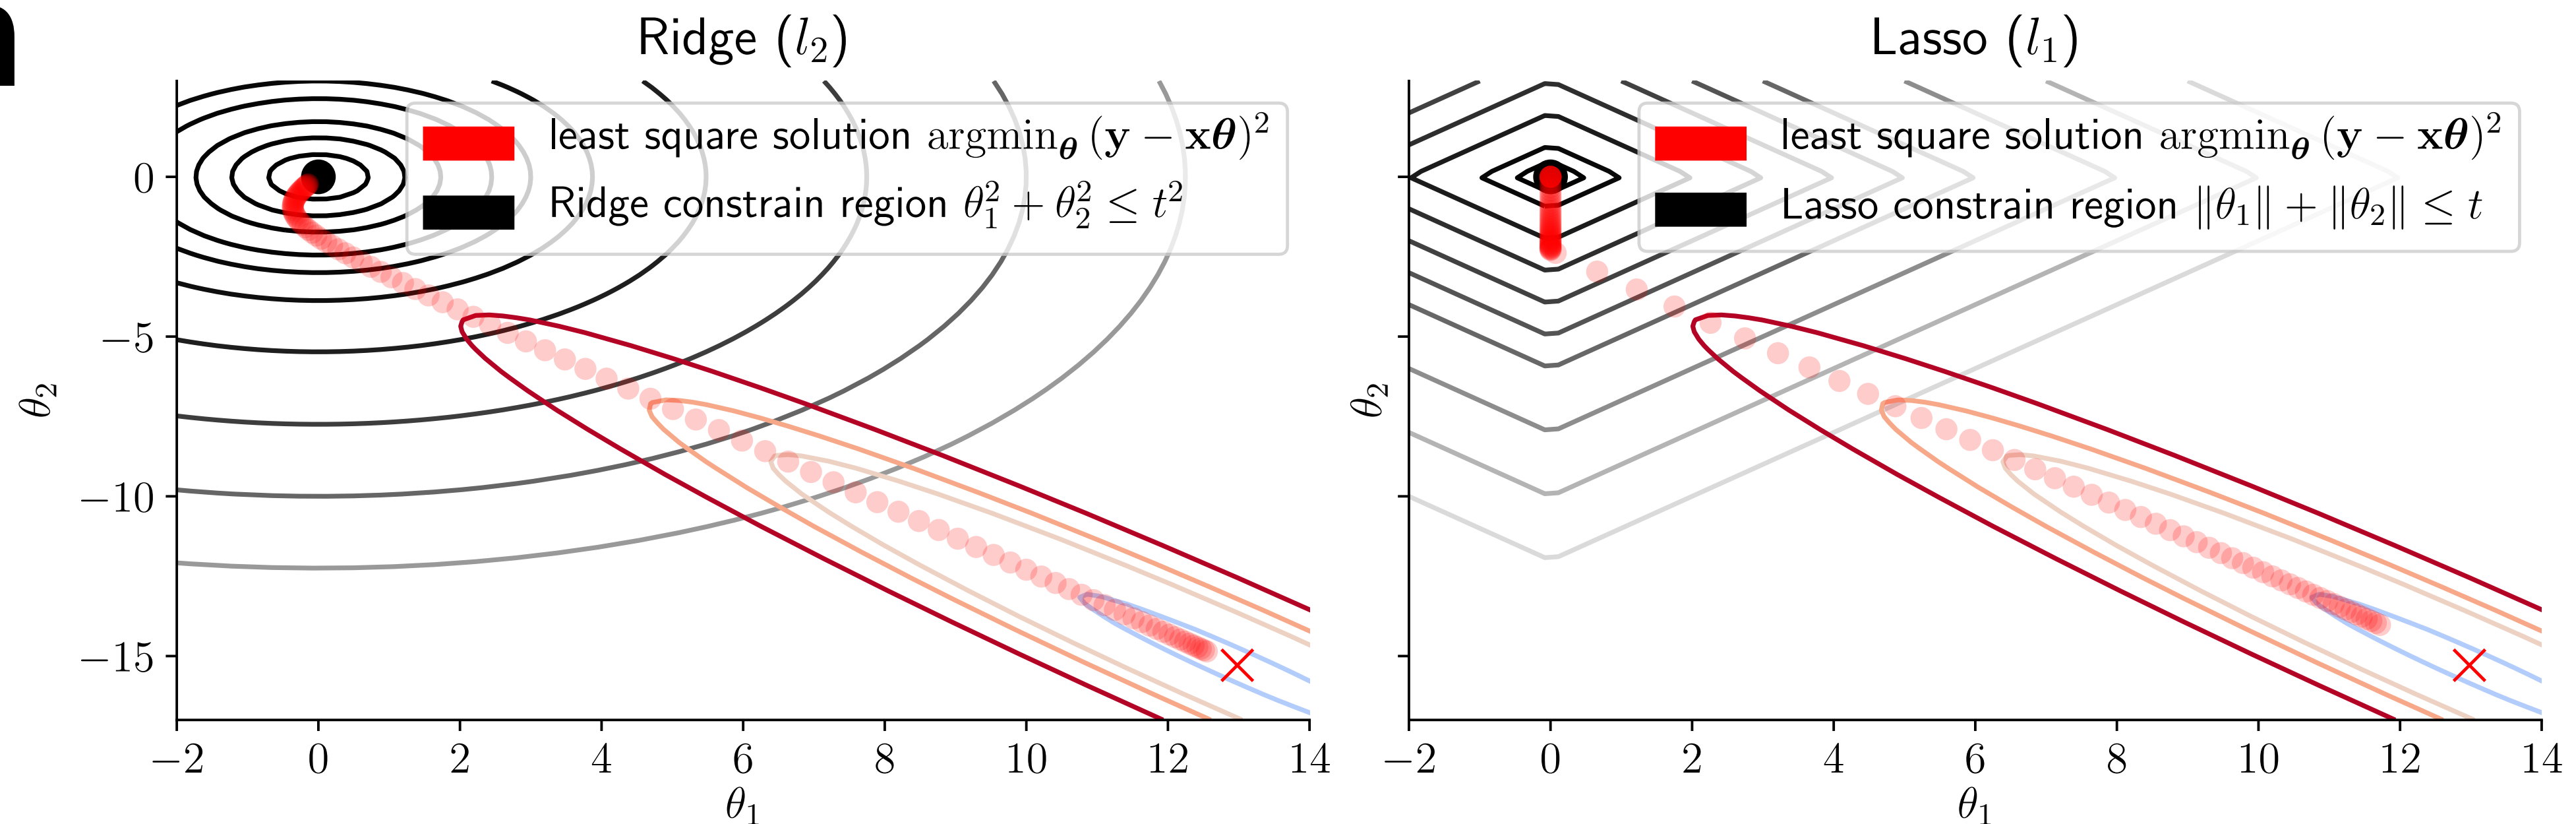 Ridge (l₂)
least square solution argmin_θ (y − xθ)²
Ridge constrain region θ₁² + θ₂² ≤ t²
0
−5
−10
−15
θ₂
−2 0 2 4 6 8 10 12 14
θ₁
Lasso (l₁)
least square solution argmin_θ (y − xθ)²
Lasso constrain region ‖θ₁‖ + ‖θ₂‖ ≤ t
θ₂
−2 0 2 4 6 8 10 12 14
θ₁